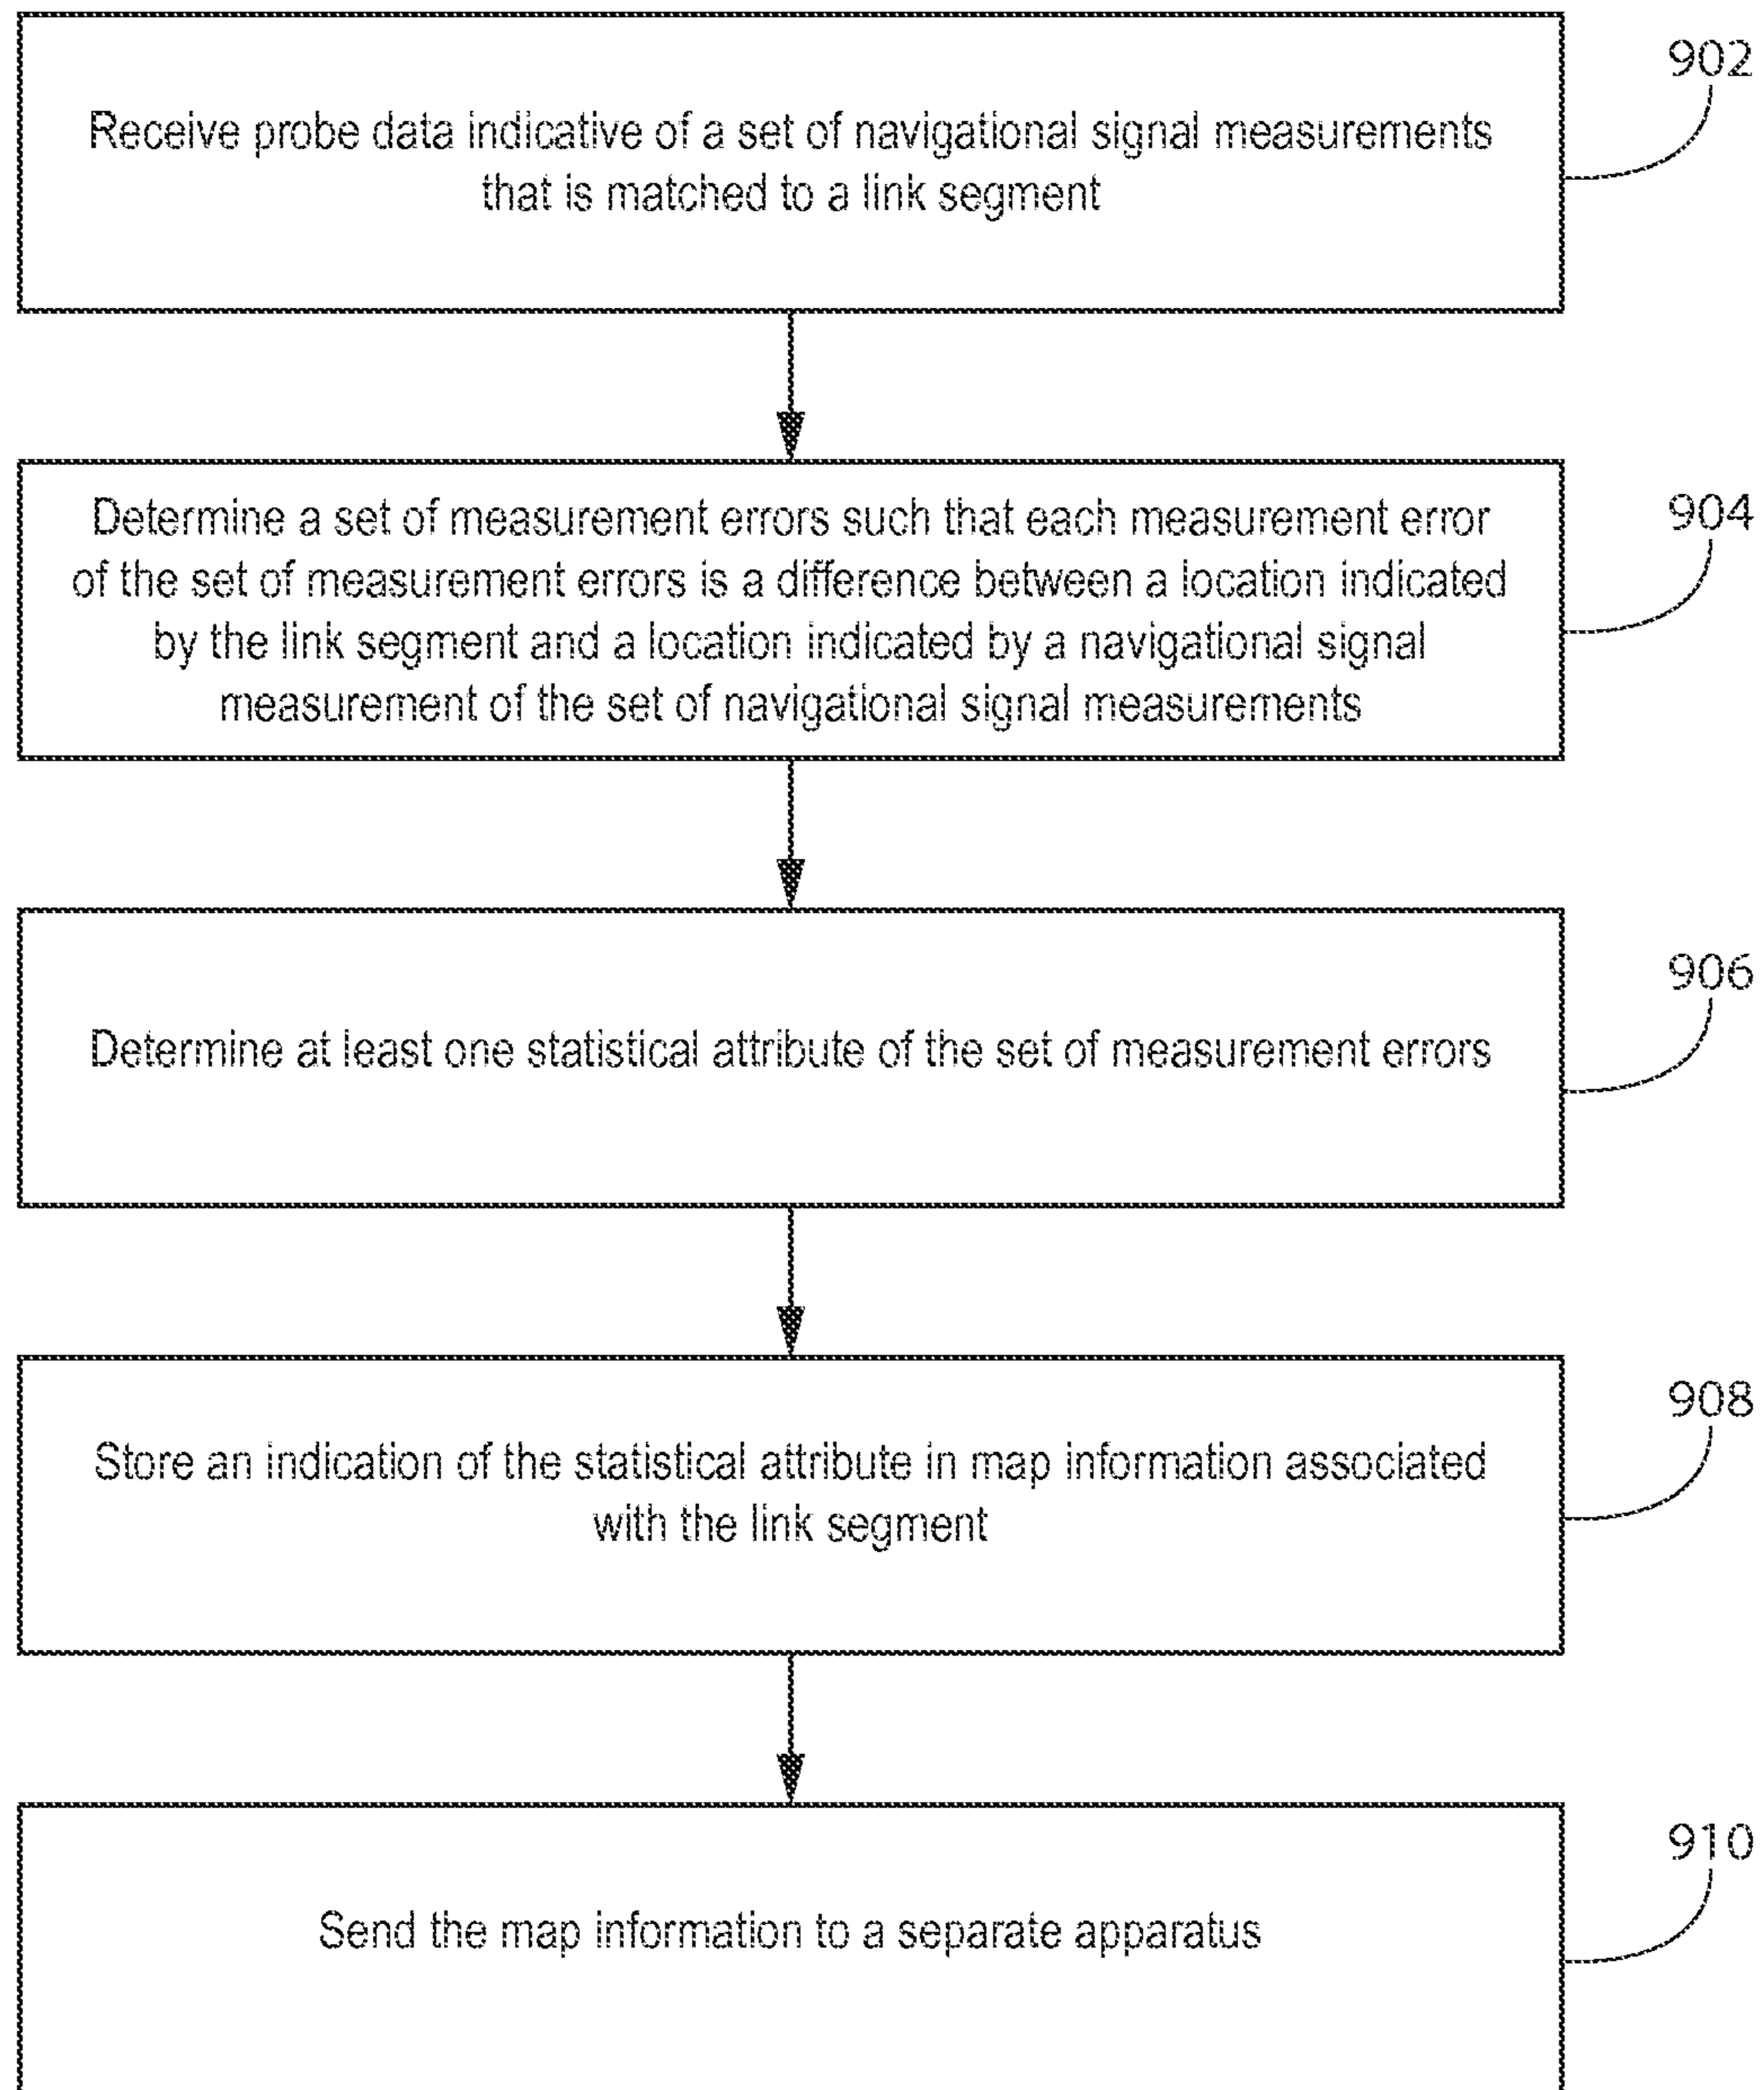 902
Receive probe data indicative of a set of navigational signal measurements
that is matched to a link segment
904
Determine a set of measurement errors such that each measurement error
of the set of measurement errors is a difference between a location indicated
by the link segment and a location indicated by a navigational signal
measurement of the set of navigational signal measurements
906
Determine at least one statistical attribute of the set of measurement errors
908
Store an indication of the statistical attribute in map information associated
with the link segment
910
Send the map information to a separate apparatus